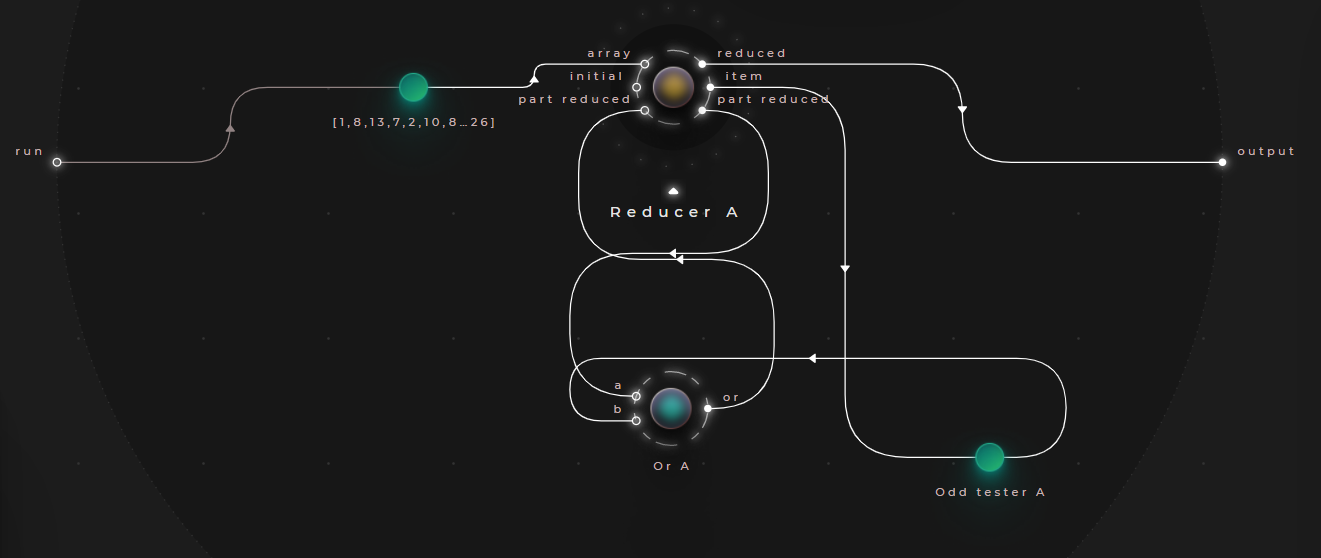 array
reduced
initial
item
part reduced
part reduced
[1,8,13,7,2,10,8…26]
run
output
Reducer A
a
or
b
Or A
Odd tester A